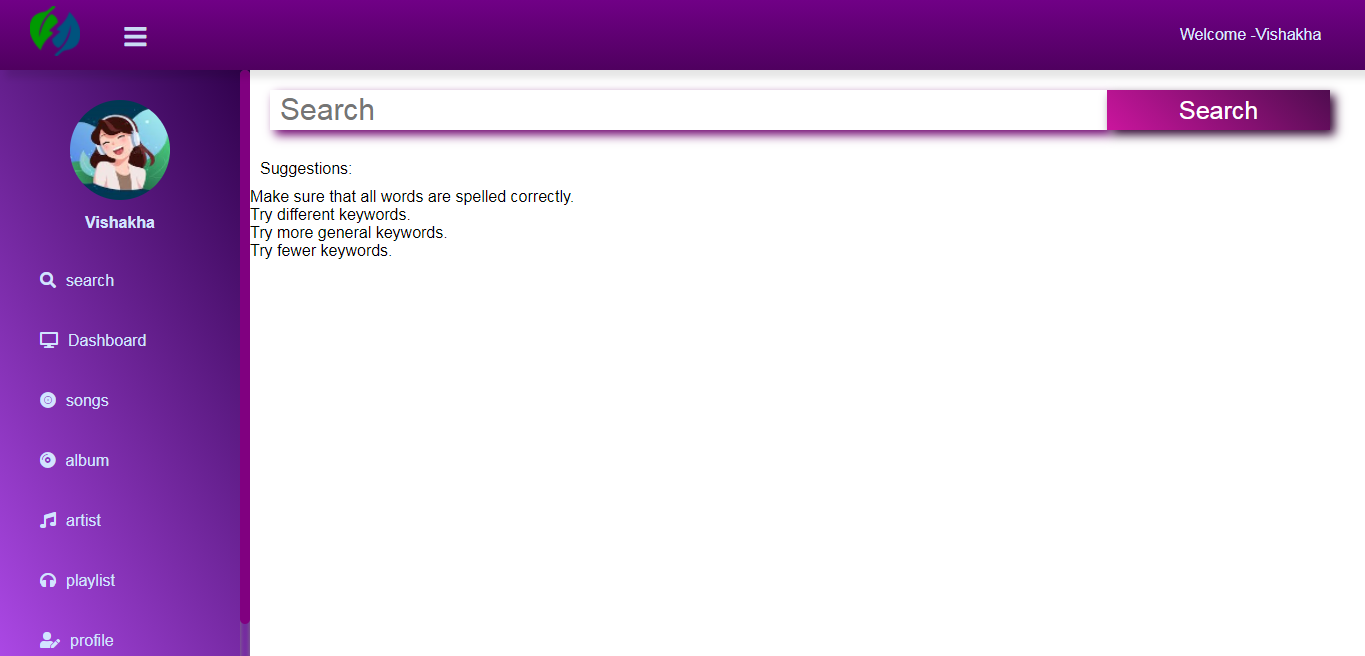 Welcome -Vishakha
Search
Search
Vishakha
search
Dashboard
songs
album
artist
playlist
profile
Suggestions:
Make sure that all words are spelled correctly.
Try different keywords.
Try more general keywords.
Try fewer keywords.